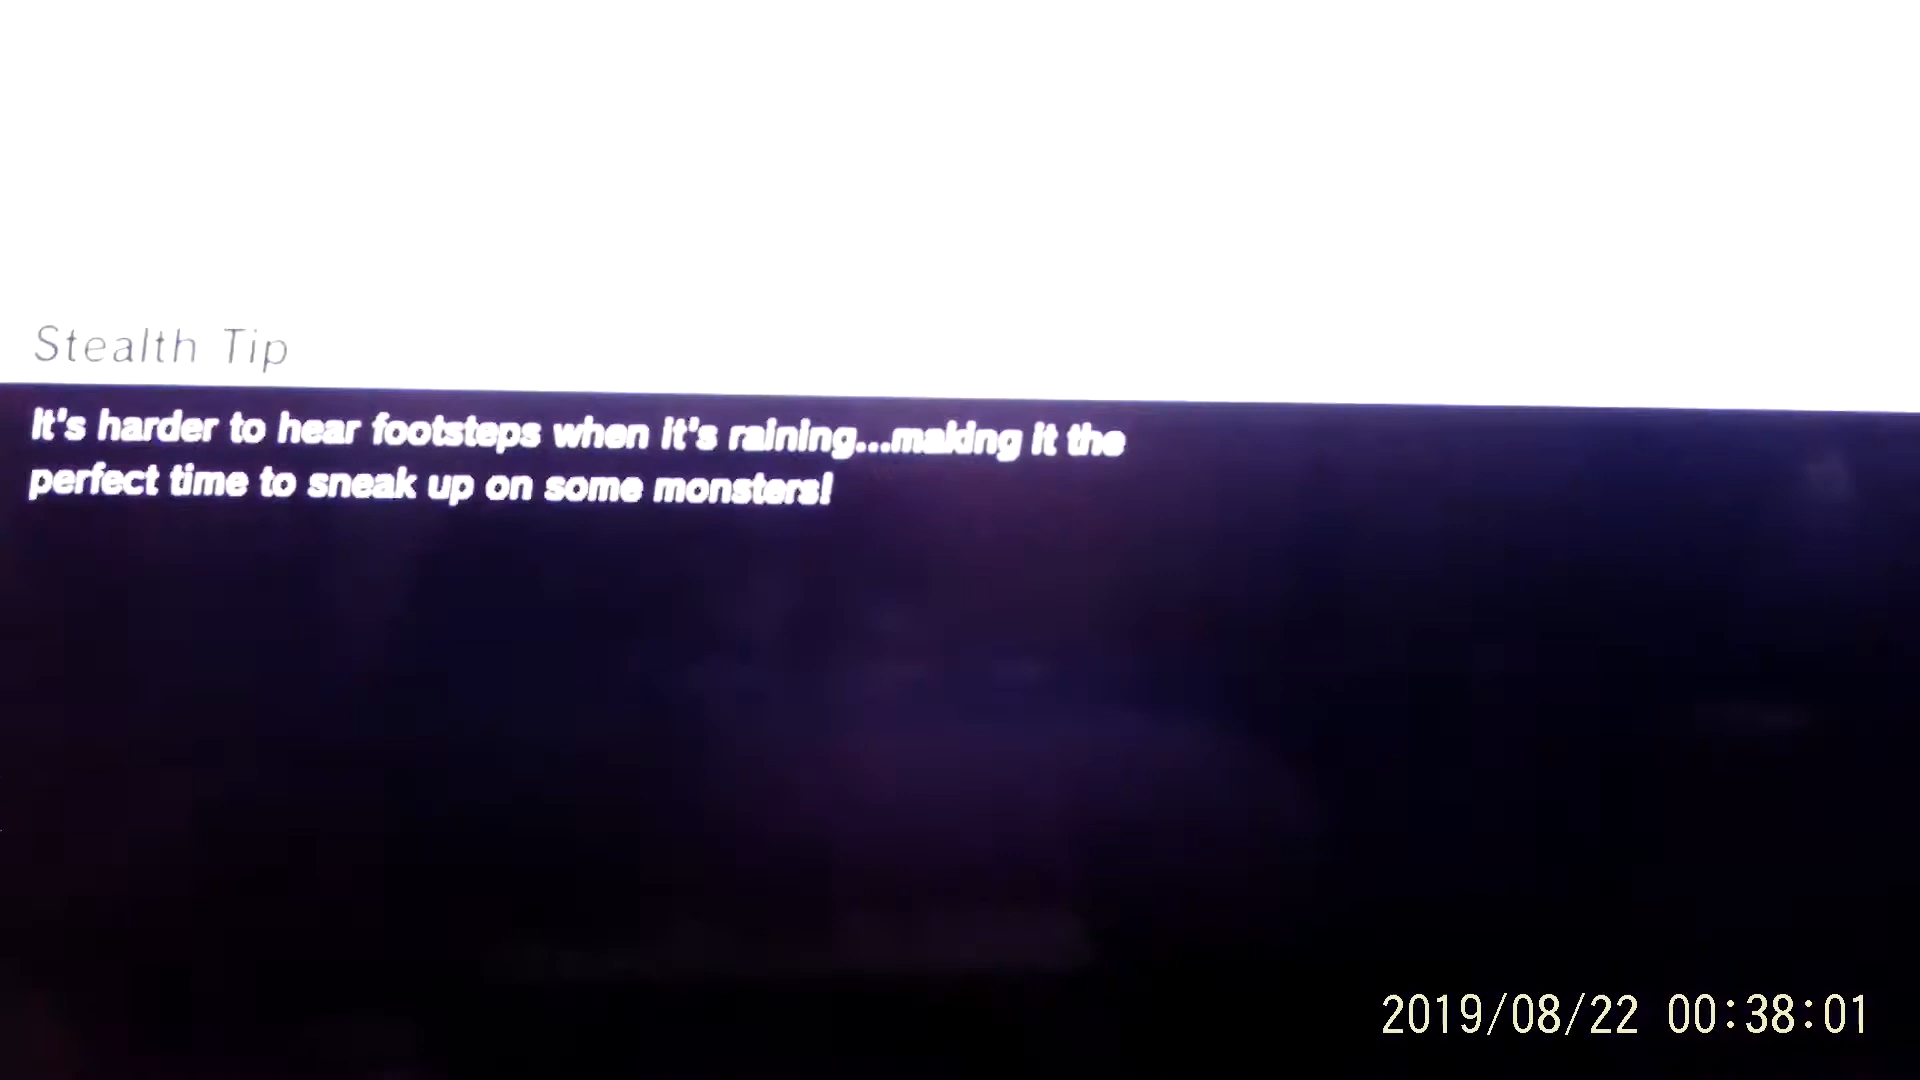 Stealth Tip
It's harder to hear footsteps when it's raining...making it the
perfect time to sneak up on some monsters!
2019/08/22 00:38:01